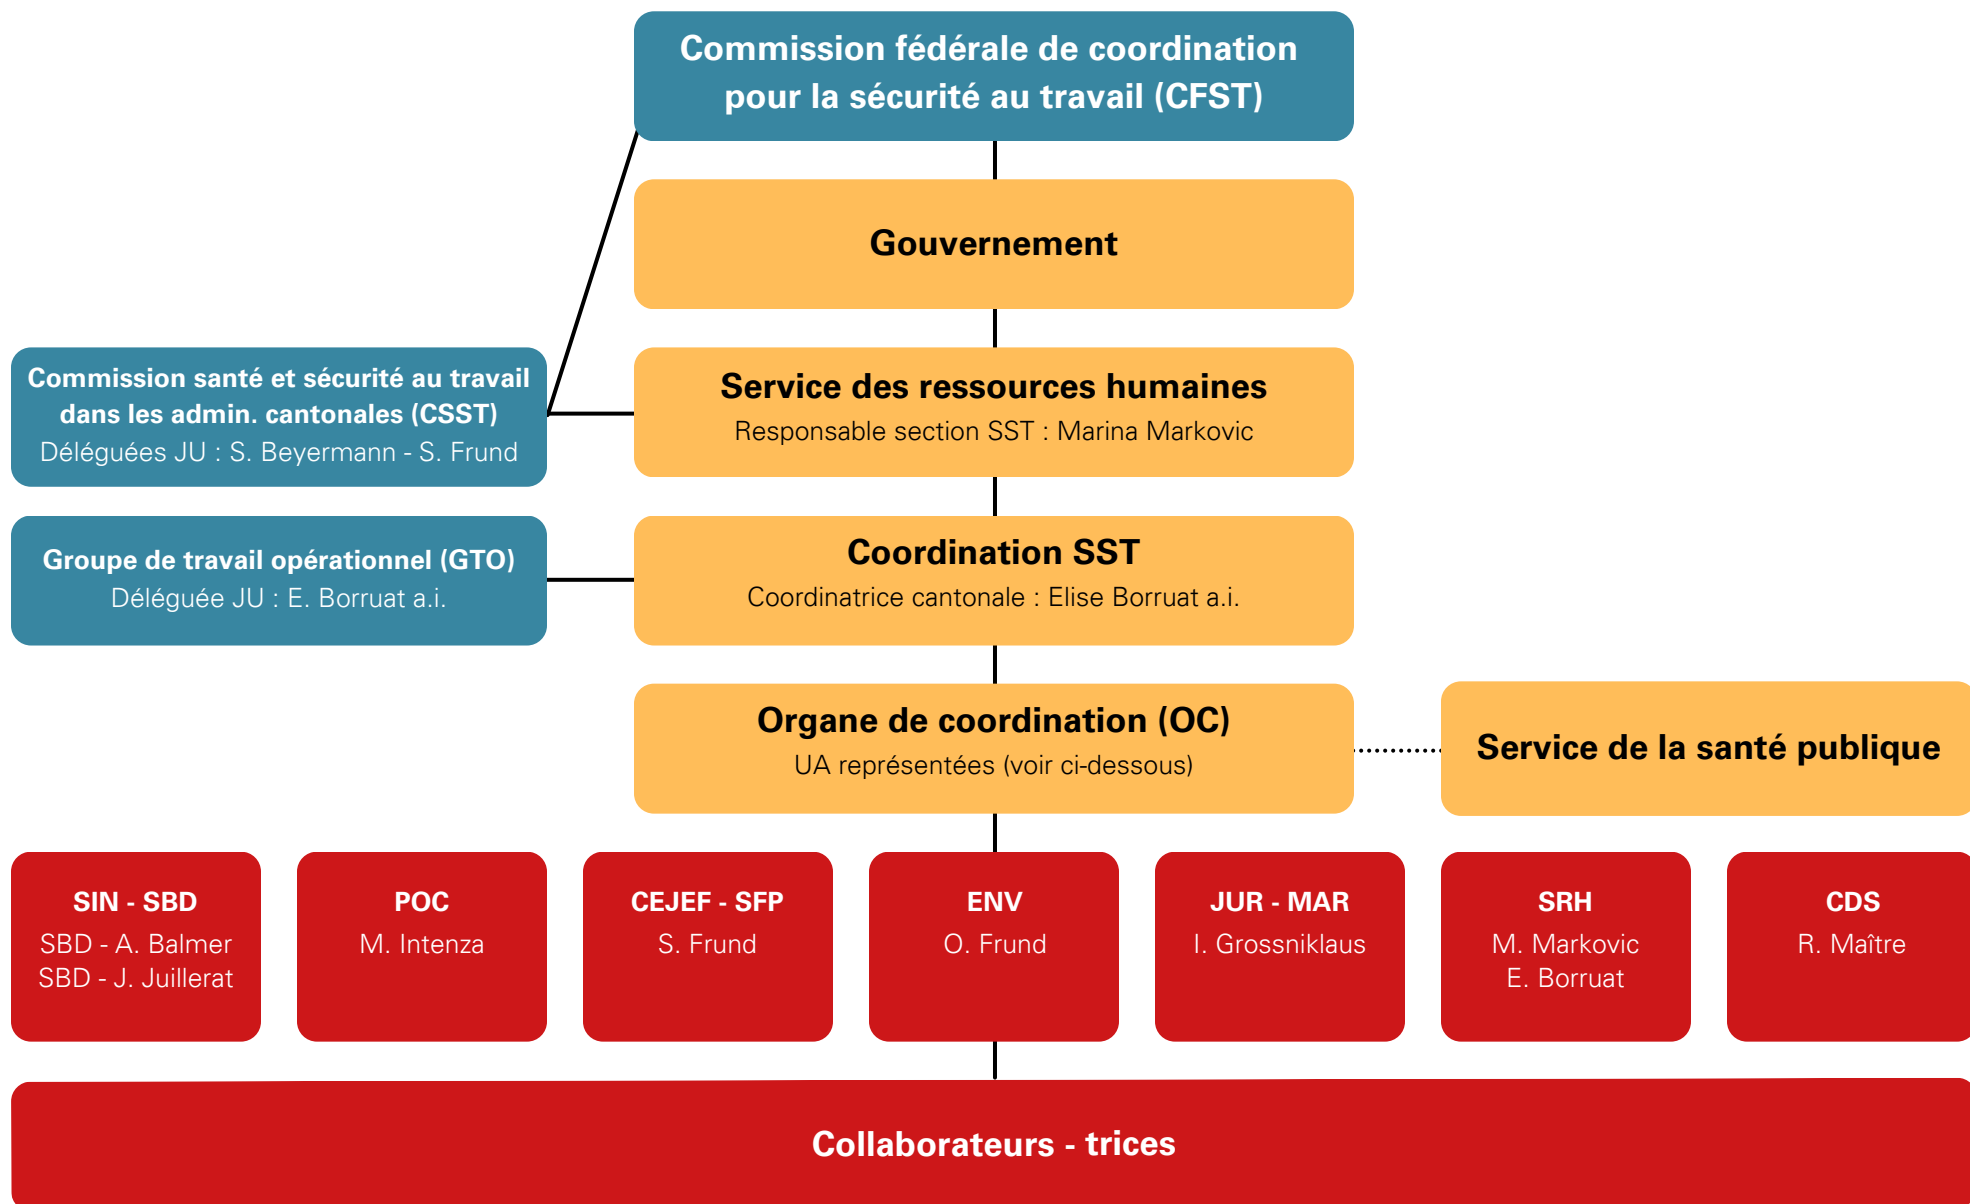 Commission fédérale de coordination
pour la sécurité au travail (CFST)
Gouvernement
Commission santé et sécurité au travail
dans les admin. cantonales (CSST)
Déléguées JU : S. Beyermann - S. Frund
Service des ressources humaines
Responsable section SST : Marina Markovic
Groupe de travail opérationnel (GTO)
Déléguée JU : E. Borruat a.i.
Coordination SST
Coordinatrice cantonale : Elise Borruat a.i.
Organe de coordination (OC)
UA représentées (voir ci-dessous)
Service de la santé publique
SIN - SBD
SBD - A. Balmer
SBD - J. Juillerat
POC
M. Intenza
CEJEF - SFP
S. Frund
ENV
O. Frund
JUR - MAR
I. Grossniklaus
SRH
M. Markovic
E. Borruat
CDS
R. Maître
Collaborateurs - trices